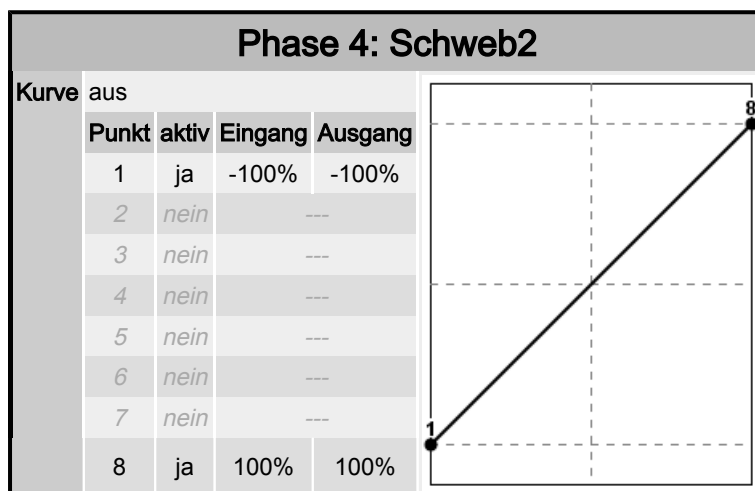 Phase 4: Schweb2
Kurve aus
Punkt aktiv Eingang Ausgang
1 ja -100% -100%
2 nein ---
3 nein ---
4 nein ---
5 nein ---
6 nein ---
7 nein ---
8 ja 100% 100%
8
1